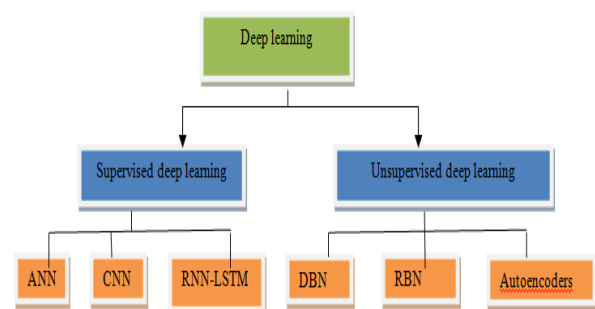 Deep learning
Supervised deep learning
Unsupervised deep learning
ANN
CNN
RNN-LSTM
DBN
RBN
Autoencoders